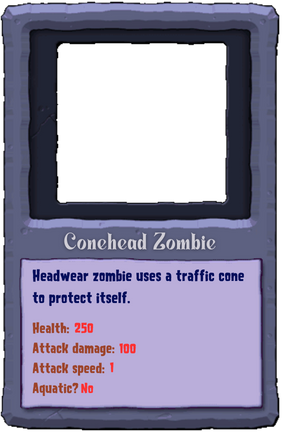 Conehead Zombie
Headwear zombie uses a traffic cone
to protect itself.
Health: 250
Attack damage: 100
Attack speed: 1
Aquatic? No